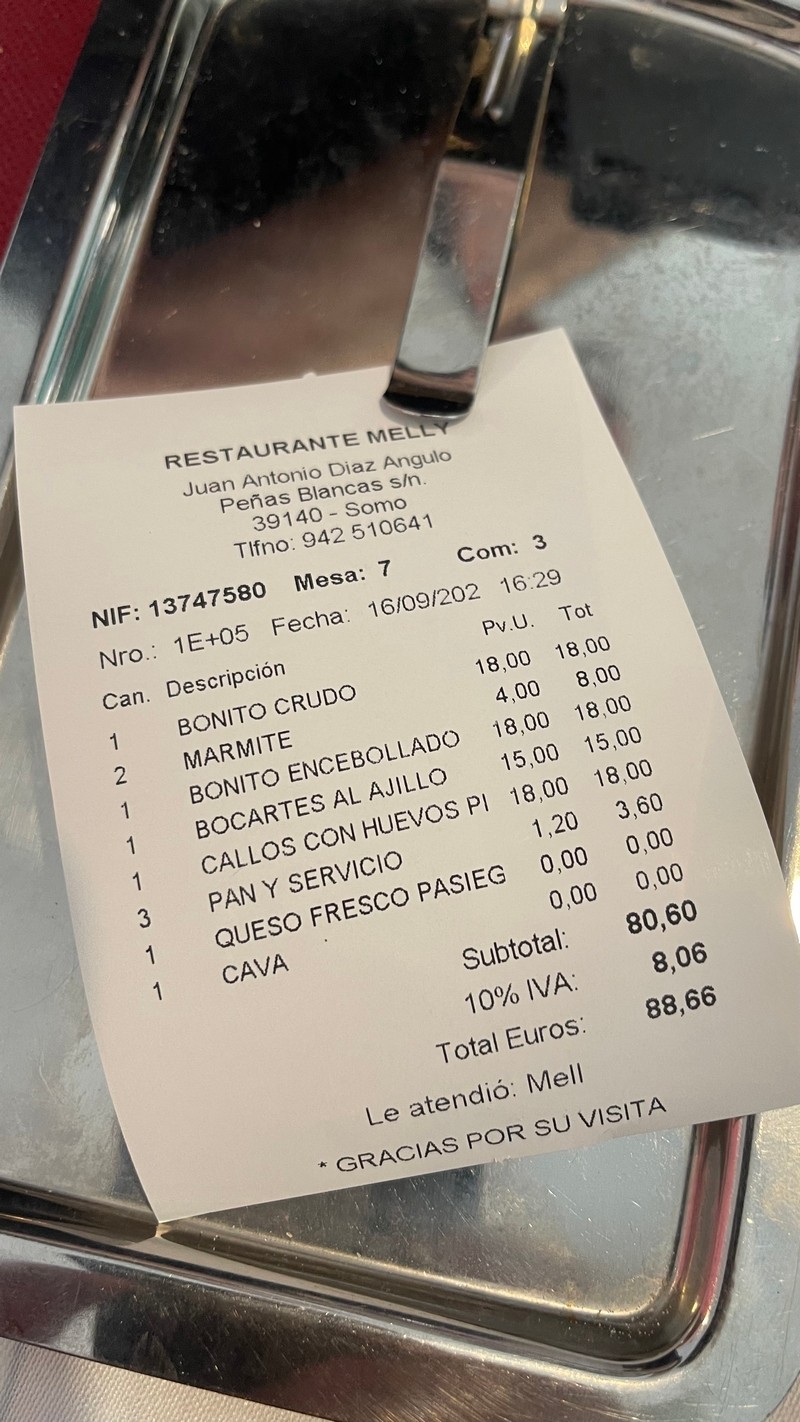 RESTAURANTE MELLY
Juan Antonio Diaz Angulo
Peñas Blancas s/n.
39140 - Somo
Tlfno: 942 510641
NIF: 13747580 Mesa: 7 Com: 3
Nro.: 1E+05 Fecha: 16/09/202 16:29
Can. Descripción Pv.U. Tot
1 BONITO CRUDO 18,00 18,00
2 MARMITE 4,00 8,00
1 BONITO ENCEBOLLADO 18,00 18,00
1 BOCARTES AL AJILLO 15,00 15,00
1 CALLOS CON HUEVOS PI 18,00 18,00
3 PAN Y SERVICIO 1,20 3,60
1 QUESO FRESCO PASIEG 0,00 0,00
1 CAVA 0,00 0,00
Subtotal: 80,60
10% IVA: 8,06
Total Euros: 88,66
Le atendió: Mell
* GRACIAS POR SU VISITA